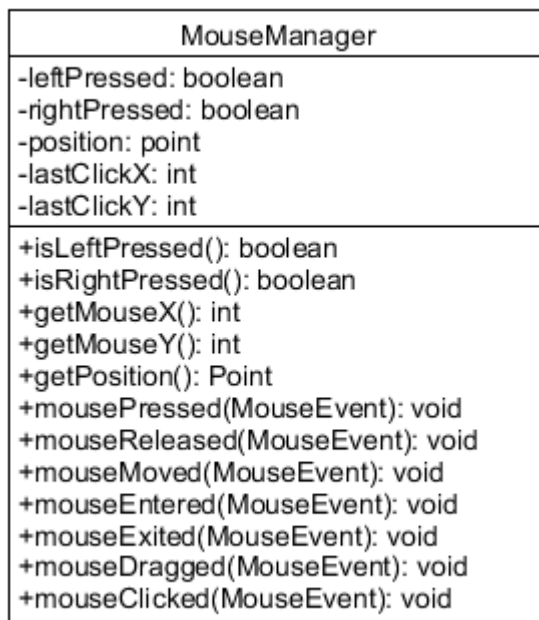 MouseManager
-leftPressed: boolean
-rightPressed: boolean
-position: point
-lastClickX: int
-lastClickY: int
+isLeftPressed(): boolean
+isRightPressed(): boolean
+getMouseX(): int
+getMouseY(): int
+getPosition(): Point
+mousePressed(MouseEvent): void
+mouseReleased(MouseEvent): void
+mouseMoved(MouseEvent): void
+mouseEntered(MouseEvent): void
+mouseExited(MouseEvent): void
+mouseDragged(MouseEvent): void
+mouseClicked(MouseEvent): void